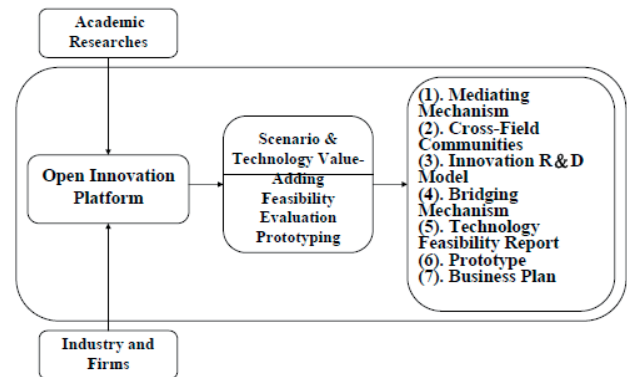 Academic
Researches
Open Innovation
Platform
Industry and
Firms
Scenario &
Technology Value-
Adding
Feasibility
Evaluation
Prototyping
(1). Mediating
Mechanism
(2). Cross-Field
Communities
(3). Innovation R&D
Model
(4). Bridging
Mechanism
(5). Technology
Feasibility Report
(6). Prototype
(7). Business Plan